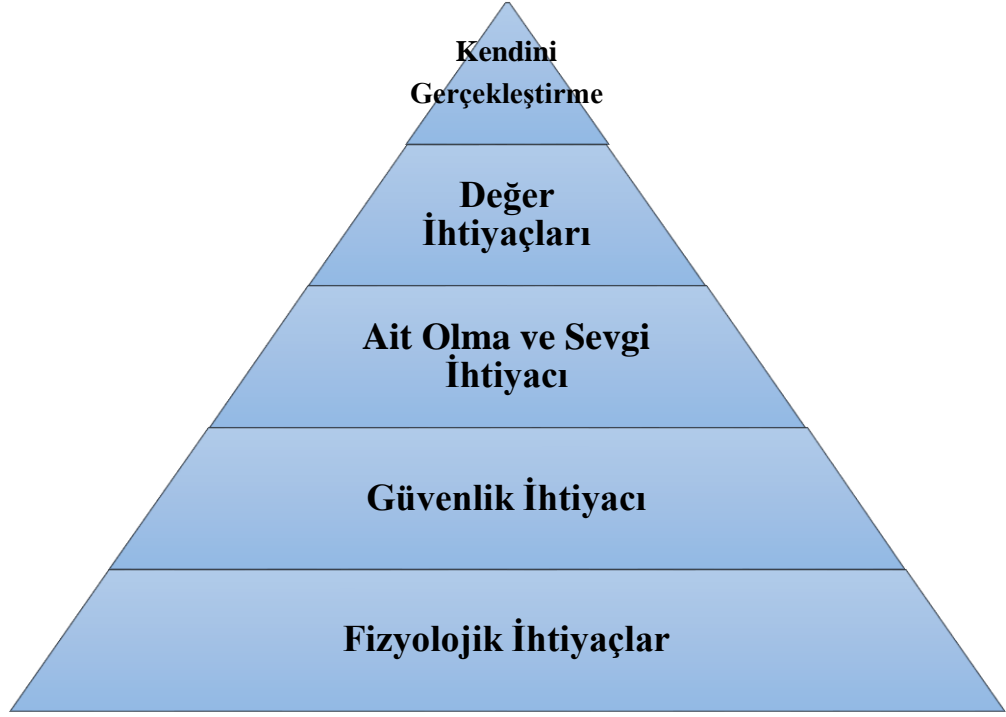 Kendini
Gerçekleştirme
Değer
İhtiyaçları
Ait Olma ve Sevgi
İhtiyacı
Güvenlik İhtiyacı
Fizyolojik İhtiyaçlar